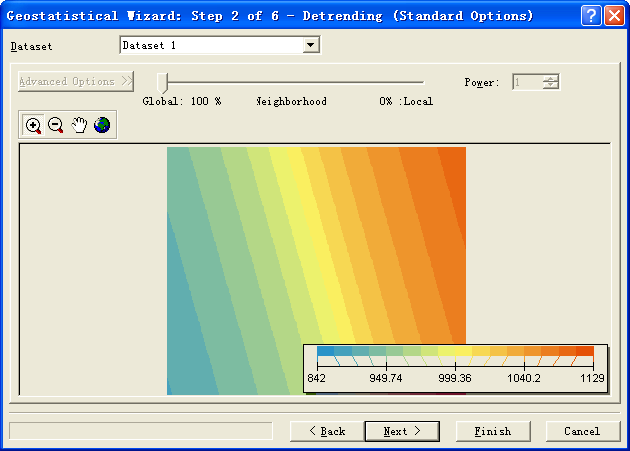 Geostatistical Wizard: Step 2 of 6 - Detrending (Standard Options)
Dataset
Dataset 1
Advanced Options >>
Power: 1
Global: 100 % Neighborhood 0% :Local
842 949.74 999.36 1040.2 1129
< Back Next > Finish Cancel